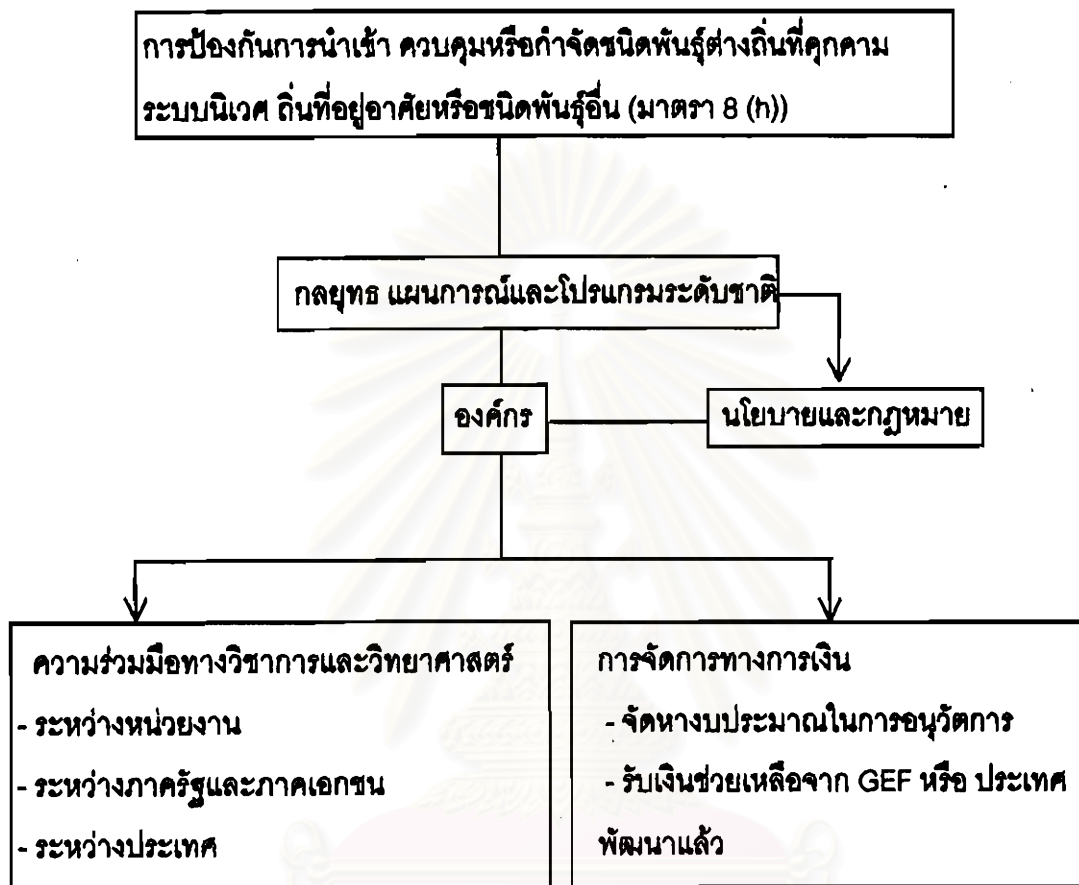 การป้องกันการนำเข้า ควบคุมหรือกำจัดชนิดพันธุ์ต่างถิ่นที่คุกคาม
ระบบนิเวศ ถิ่นที่อยู่อาศัยหรือชนิดพันธุ์อื่น (มาตรา 8 (h))
กลยุทธ แผนการณ์และโปรแกรมระดับชาติ
องค์กร
นโยบายและกฎหมาย
ความร่วมมือทางวิชาการและวิทยาศาสตร์
- ระหว่างหน่วยงาน
- ระหว่างภาครัฐและภาคเอกชน
- ระหว่างประเทศ
การจัดการทางการเงิน
- จัดหางบประมาณในการอนุวัตการ
- รับเงินช่วยเหลือจาก GEF หรือ ประเทศ
พัฒนาแล้ว